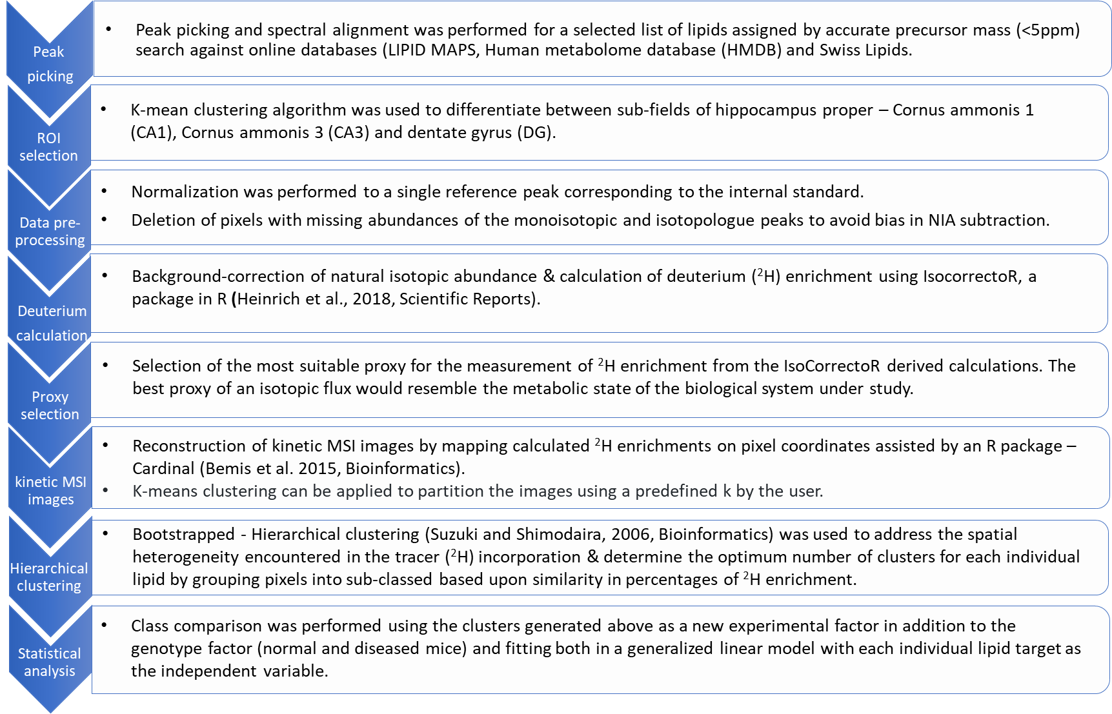 Peak
picking
• Peak picking and spectral alignment was performed for a selected list of lipids assigned by accurate precursor mass (<5ppm)
search against online databases (LIPID MAPS, Human metabolome database (HMDB) and Swiss Lipids.
ROI
selection
• K-mean clustering algorithm was used to differentiate between sub-fields of hippocampus proper – Cornus ammonis 1
(CA1), Cornus ammonis 3 (CA3) and dentate gyrus (DG).
Data pre-
processing
• Normalization was performed to a single reference peak corresponding to the internal standard.
• Deletion of pixels with missing abundances of the monoisotopic and isotopologue peaks to avoid bias in NIA subtraction.
Deuterium
calculation
• Background-correction of natural isotopic abundance & calculation of deuterium (²H) enrichment using IsocorrectoR, a
package in R (Heinrich et al., 2018, Scientific Reports).
Proxy
selection
• Selection of the most suitable proxy for the measurement of ²H enrichment from the IsoCorrectoR derived calculations. The
best proxy of an isotopic flux would resemble the metabolic state of the biological system under study.
kinetic MSI
images
• Reconstruction of kinetic MSI images by mapping calculated ²H enrichments on pixel coordinates assisted by an R package –
Cardinal (Bemis et al. 2015, Bioinformatics).
• K-means clustering can be applied to partition the images using a predefined k by the user.
Hierarchical
clustering
• Bootstrapped - Hierarchical clustering (Suzuki and Shimodaira, 2006, Bioinformatics) was used to address the spatial
heterogeneity encountered in the tracer (²H) incorporation & determine the optimum number of clusters for each individual
lipid by grouping pixels into sub-classed based upon similarity in percentages of ²H enrichment.
Statistical
analysis
• Class comparison was performed using the clusters generated above as a new experimental factor in addition to the
genotype factor (normal and diseased mice) and fitting both in a generalized linear model with each individual lipid target as
the independent variable.